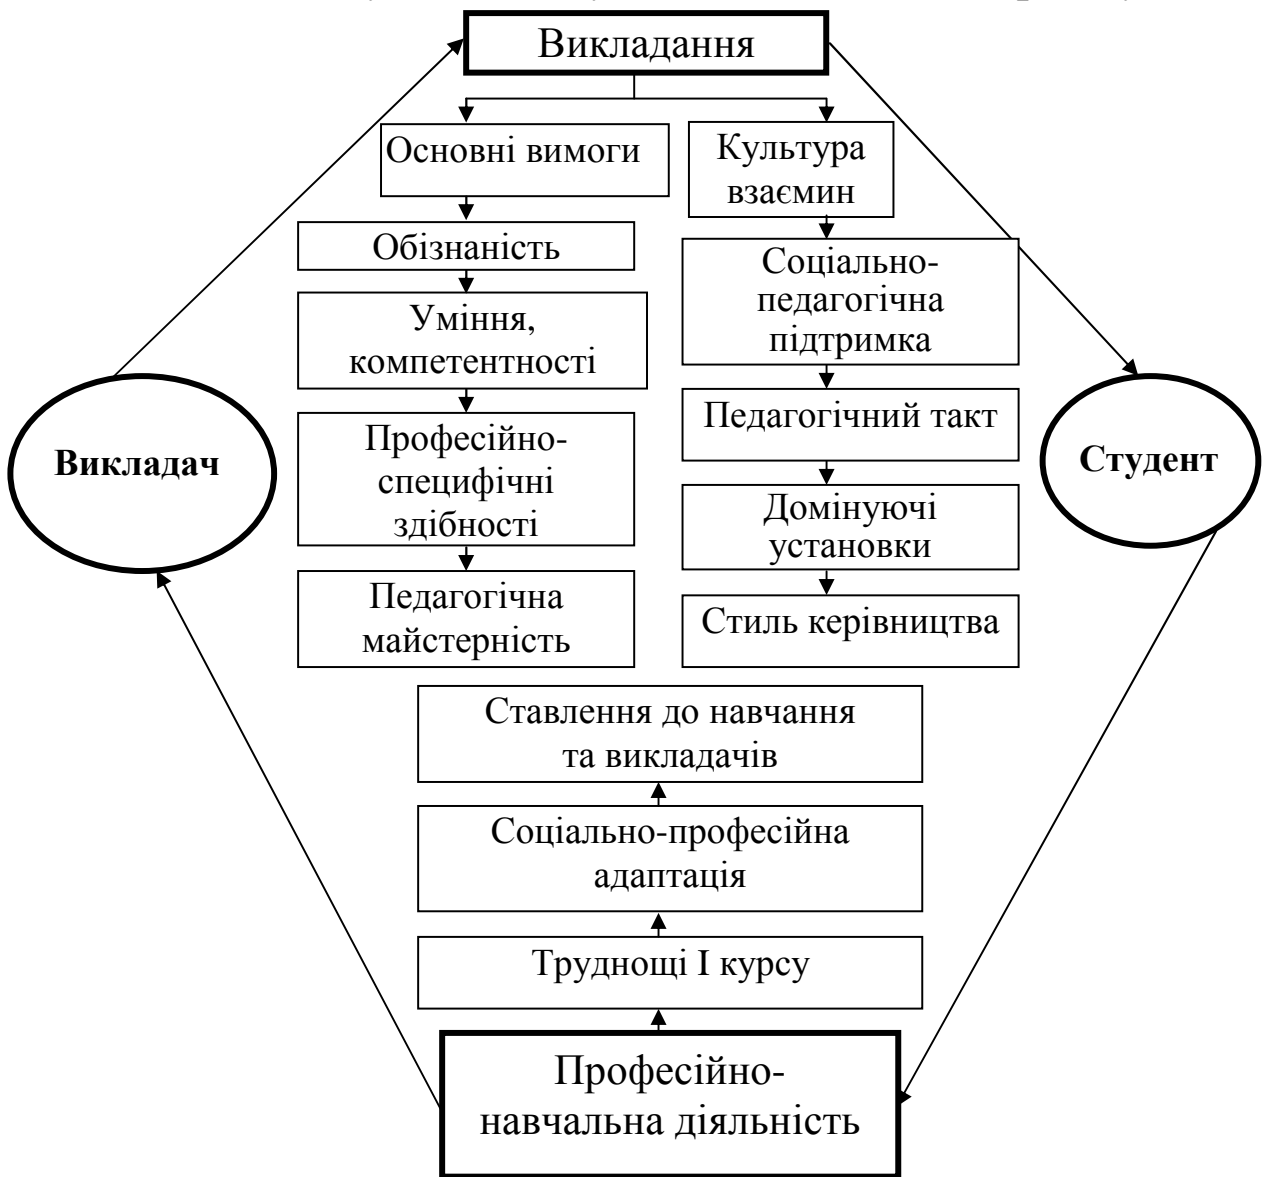 Викладання
Основні вимоги
Культура
взаємин
Обізнаність
Соціально-
педагогічна
підтримка
Уміння,
компетентності
Педагогічний такт
Професійно-
специфічні
здібності
Викладач
Студент
Домінуючі
установки
Педагогічна
майстерність
Стиль керівництва
Ставлення до навчання
та викладачів
Соціально-професійна
адаптація
Труднощі І курсу
Професійно-
навчальна діяльність